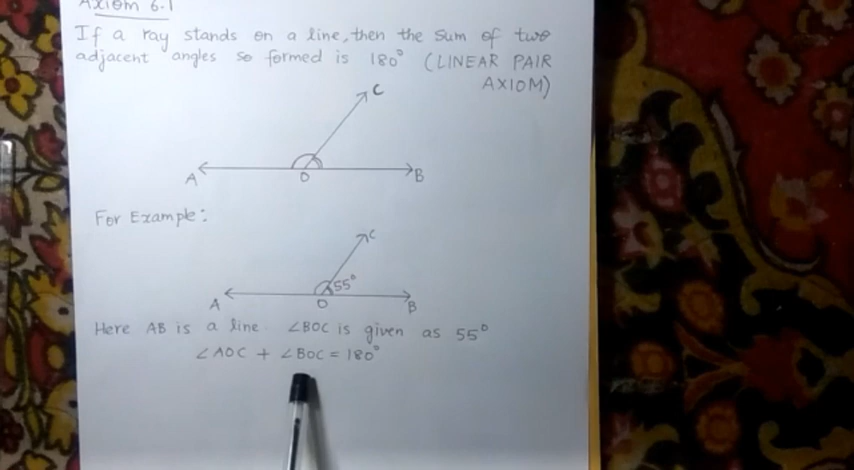 Axiom 6.1
If a ray stands on a line, then the sum of two
adjacent angles so formed is 180° (LINEAR PAIR
AXIOM)
C
A
O
B
For Example:
C
55°
A
O
B
Here AB is a line. ∠BOC is given as 55°
∠AOC + ∠BOC = 180°